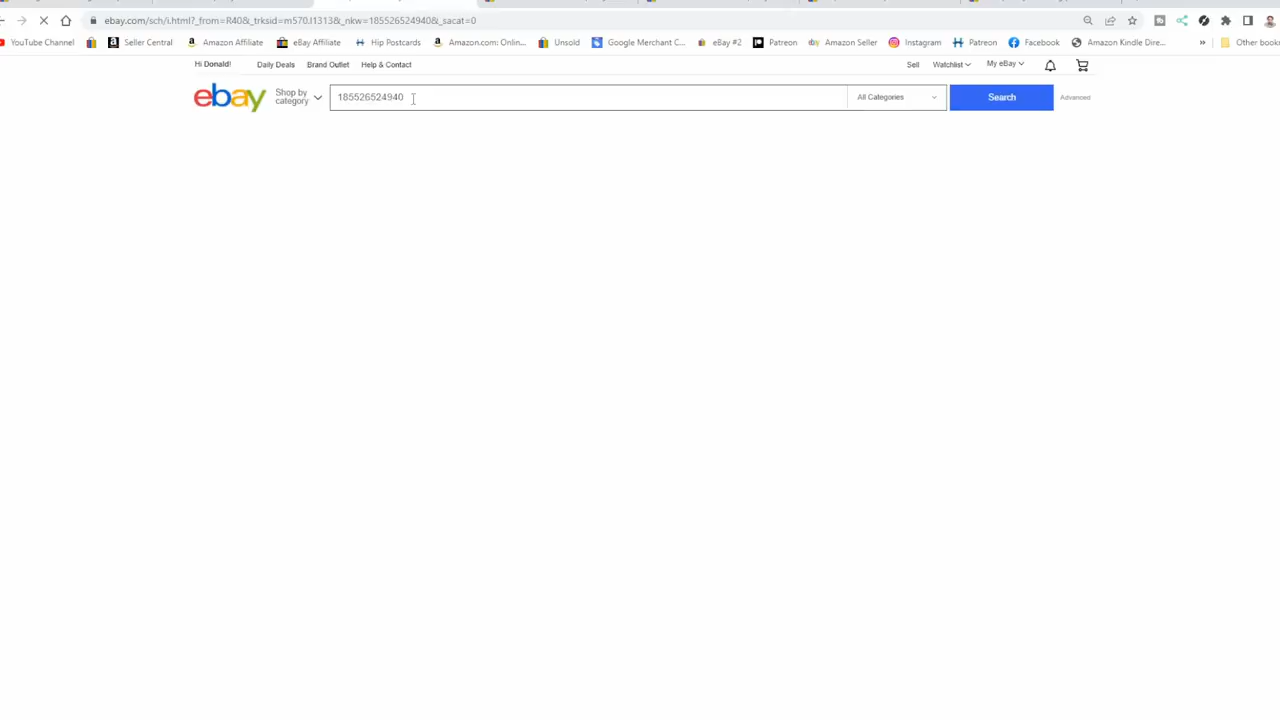 ebay.com/sch/i.html?_from=R40&_trksid=m570.l1313&_nkw=185526524940&_sacat=0
YouTube Channel Seller Central Amazon Affiliate eBay Affiliate Hip Postcards Amazon.com: Onlin... Unsold Google Merchant C... eBay #2 Patreon Amazon Seller Instagram Patreon Facebook Amazon Kindle Dire... » Other book
Hi Donald! Daily Deals Brand Outlet Help & Contact Sell Watchlist My eBay
ebay Shop by category 185526524940 All Categories Search Advanced